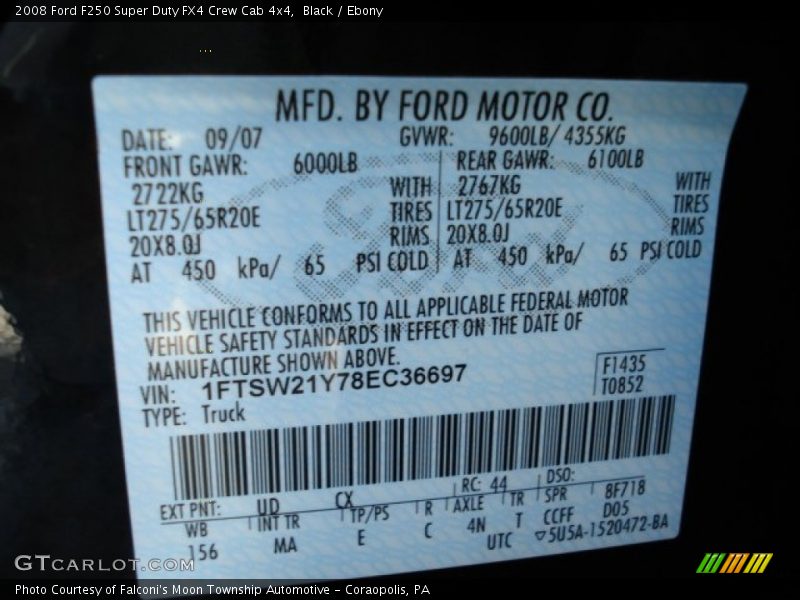 2008 Ford F250 Super Duty FX4 Crew Cab 4x4, Black / Ebony
MFD. BY FORD MOTOR CO.
DATE: 09/07 GVWR: 9600LB/ 4355KG
FRONT GAWR: 6000LB REAR GAWR: 6100LB
2722KG WITH 2767KG WITH
LT275/65R20E TIRES LT275/65R20E TIRES
20X8.0J RIMS 20X8.0J RIMS
AT 450 kPa/ 65 PSI COLD AT 450 kPa/ 65 PSI COLD
THIS VEHICLE CONFORMS TO ALL APPLICABLE FEDERAL MOTOR
VEHICLE SAFETY STANDARDS IN EFFECT ON THE DATE OF
MANUFACTURE SHOWN ABOVE.
VIN: 1FTSW21Y78EC36697 F1435
TYPE: Truck T0852
EXT PNT: UD CX RC: 44 DSO:
WB INT TR TP/PS R AXLE TR SPR 8F718
156 MA E C 4N T CCFF D05
UTC ▽5U5A-1520472-BA
GTCARLOT.COM
Photo Courtesy of Falconi's Moon Township Automotive - Coraopolis, PA